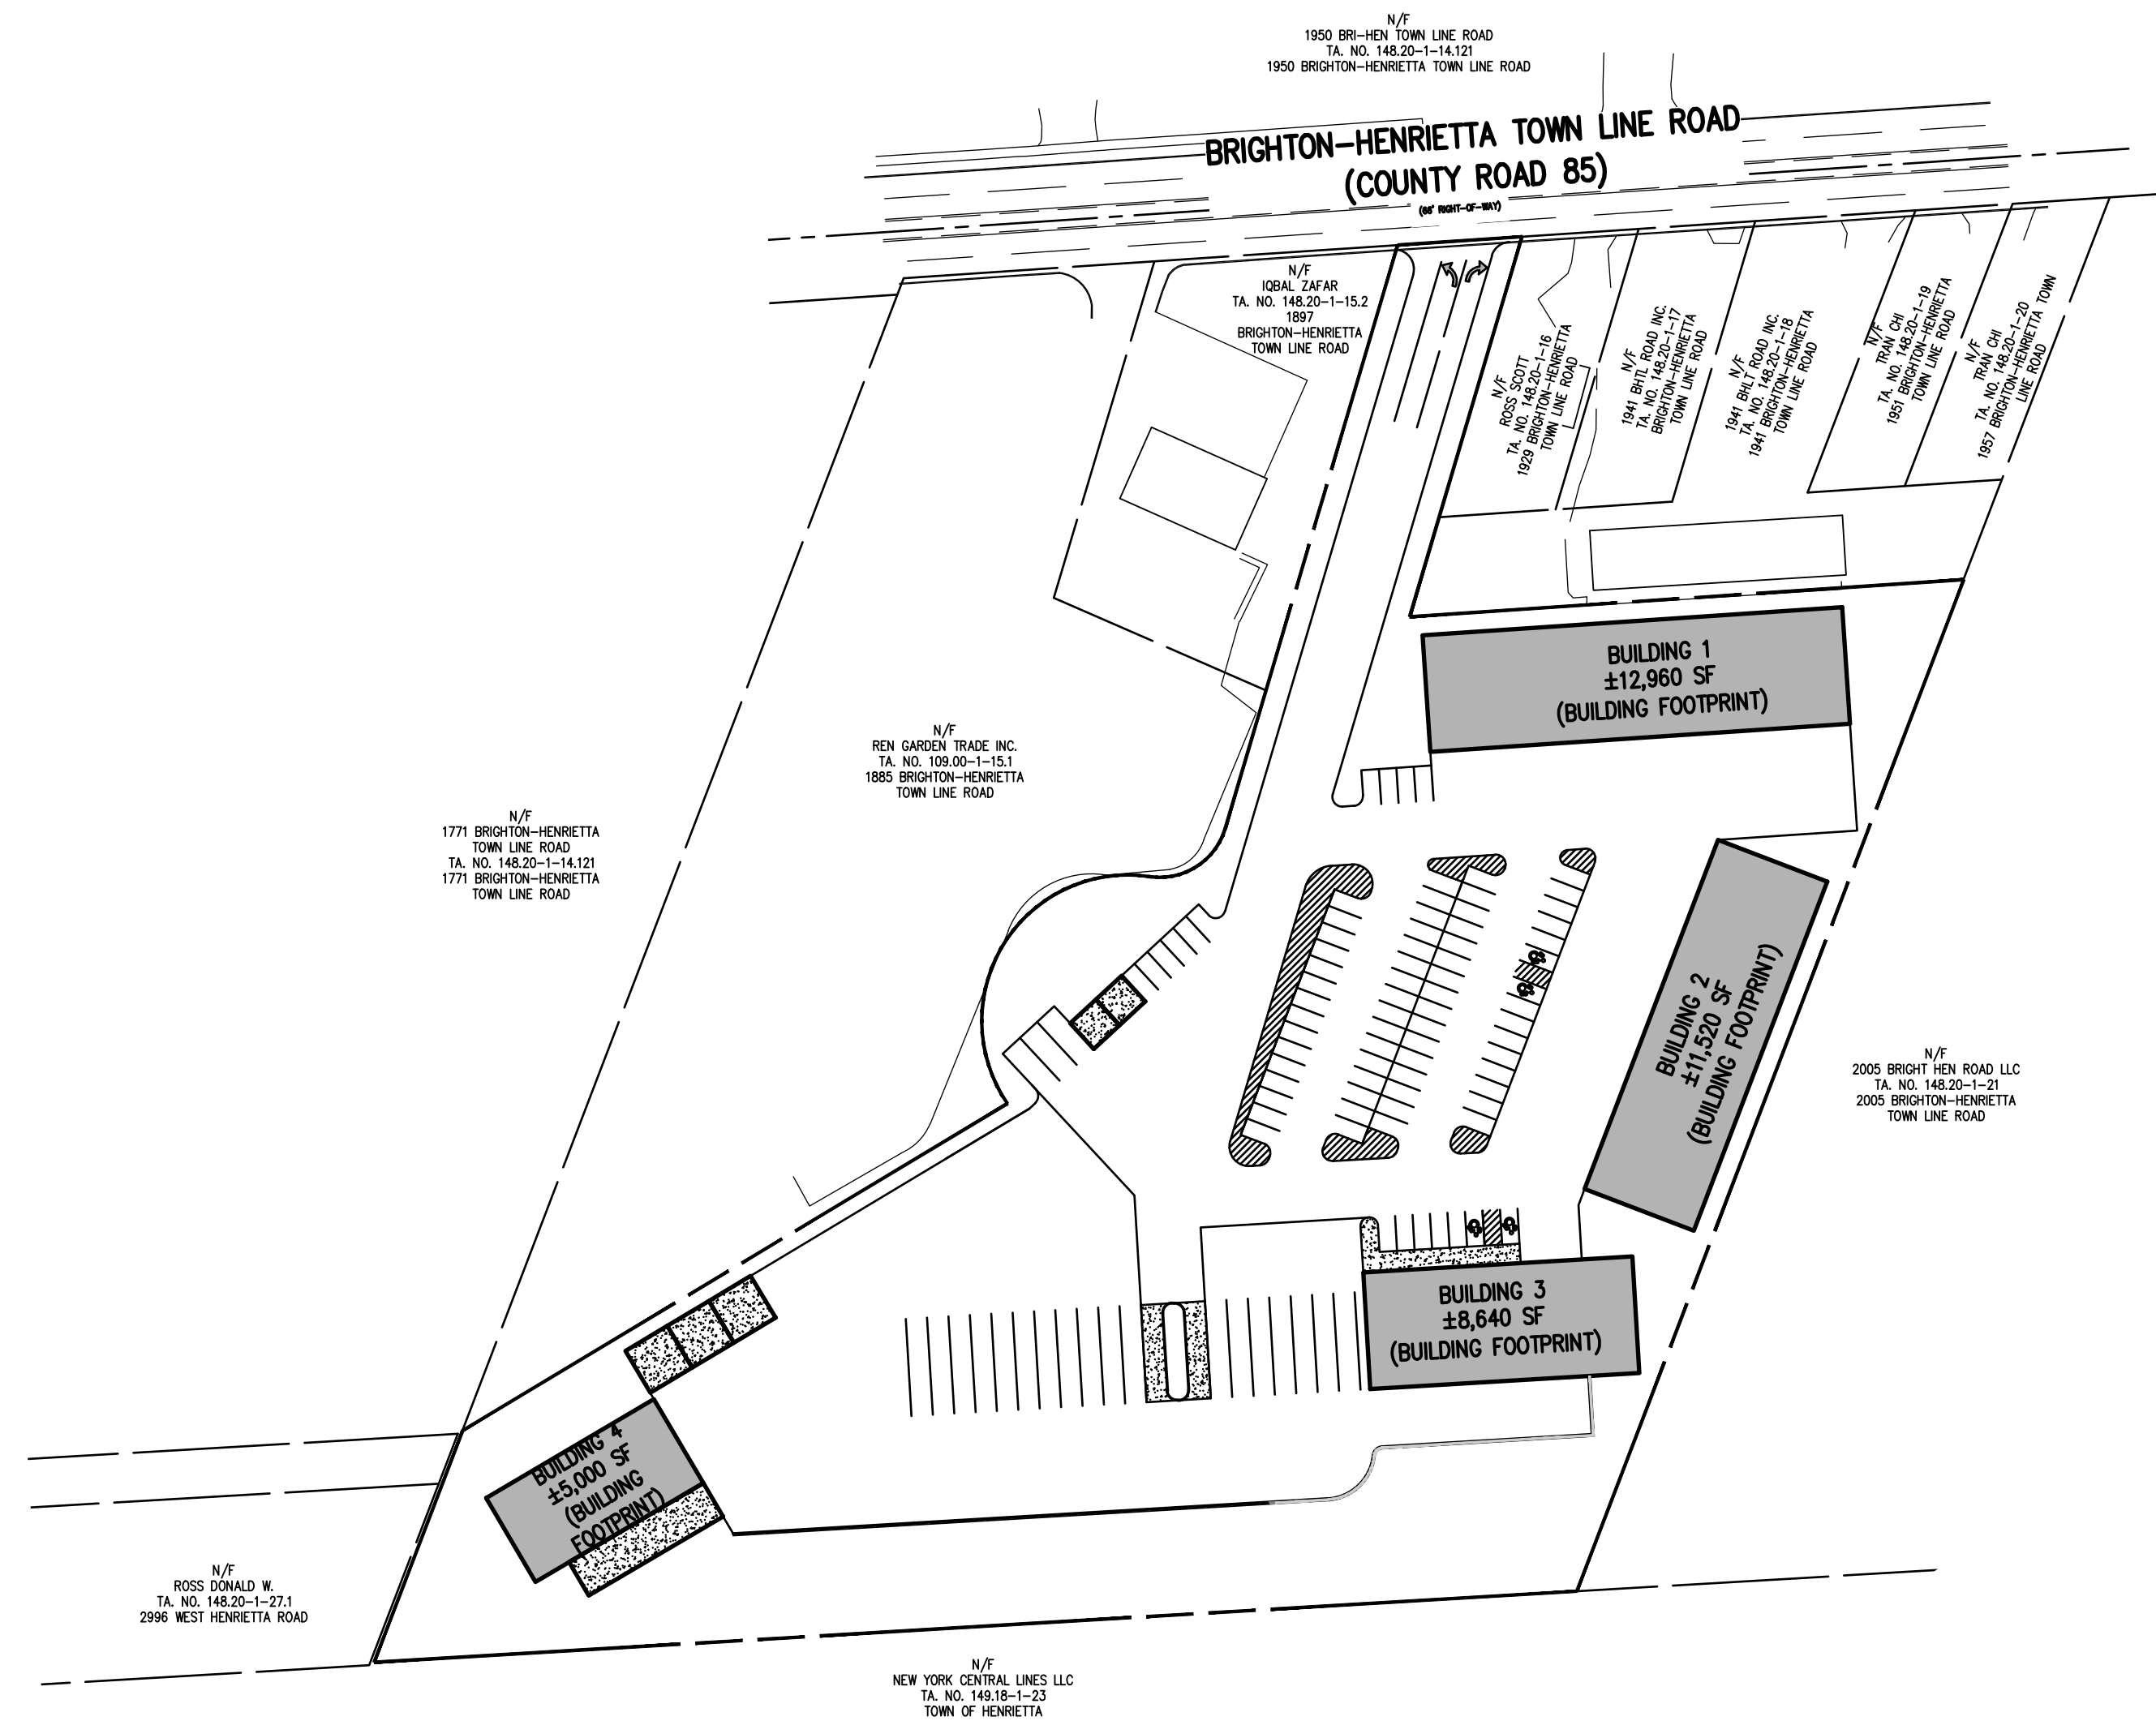 N/F
1950 BRI-HEN TOWN LINE ROAD
TA. NO. 148.20-1-14.121
1950 BRIGHTON-HENRIETTA TOWN LINE ROAD
BRIGHTON-HENRIETTA TOWN LINE ROAD
(COUNTY ROAD 85)
(66' RIGHT-OF-WAY)
N/F
IQBAL ZAFAR
TA. NO. 148.20-1-15.2
1897
BRIGHTON-HENRIETTA
TOWN LINE ROAD
N/F
ROSS SCOTT
TA. NO. 148.20-1-16
1929 BRIGHTON-HENRIETTA
TOWN LINE ROAD
N/F
1941 BHTL ROAD INC.
TA. NO. 148.20-1-17
BRIGHTON-HENRIETTA
TOWN LINE ROAD
N/F
1941 BHLT ROAD INC.
TA. NO. 148.20-1-18
1941 BRIGHTON-HENRIETTA
TOWN LINE ROAD
N/F
TRAN CHI
TA. NO. 148.20-1-19
1951 BRIGHTON-HENRIETTA
TOWN LINE ROAD
N/F
TRAN CHI
TA. NO. 148.20-1-20
1957 BRIGHTON-HENRIETTA TOWN
LINE ROAD
BUILDING 1
±12,960 SF
(BUILDING FOOTPRINT)
N/F
REN GARDEN TRADE INC.
TA. NO. 109.00-1-15.1
1885 BRIGHTON-HENRIETTA
TOWN LINE ROAD
N/F
1771 BRIGHTON-HENRIETTA
TOWN LINE ROAD
TA. NO. 148.20-1-14.121
1771 BRIGHTON-HENRIETTA
TOWN LINE ROAD
BUILDING 2
±11,520 SF
(BUILDING FOOTPRINT)
N/F
2005 BRIGHT HEN ROAD LLC
TA. NO. 148.20-1-21
2005 BRIGHTON-HENRIETTA
TOWN LINE ROAD
BUILDING 3
±8,640 SF
(BUILDING FOOTPRINT)
BUILDING 4
±5,000 SF
(BUILDING
FOOTPRINT)
N/F
ROSS DONALD W.
TA. NO. 148.20-1-27.1
2996 WEST HENRIETTA ROAD
N/F
NEW YORK CENTRAL LINES LLC
TA. NO. 149.18-1-23
TOWN OF HENRIETTA